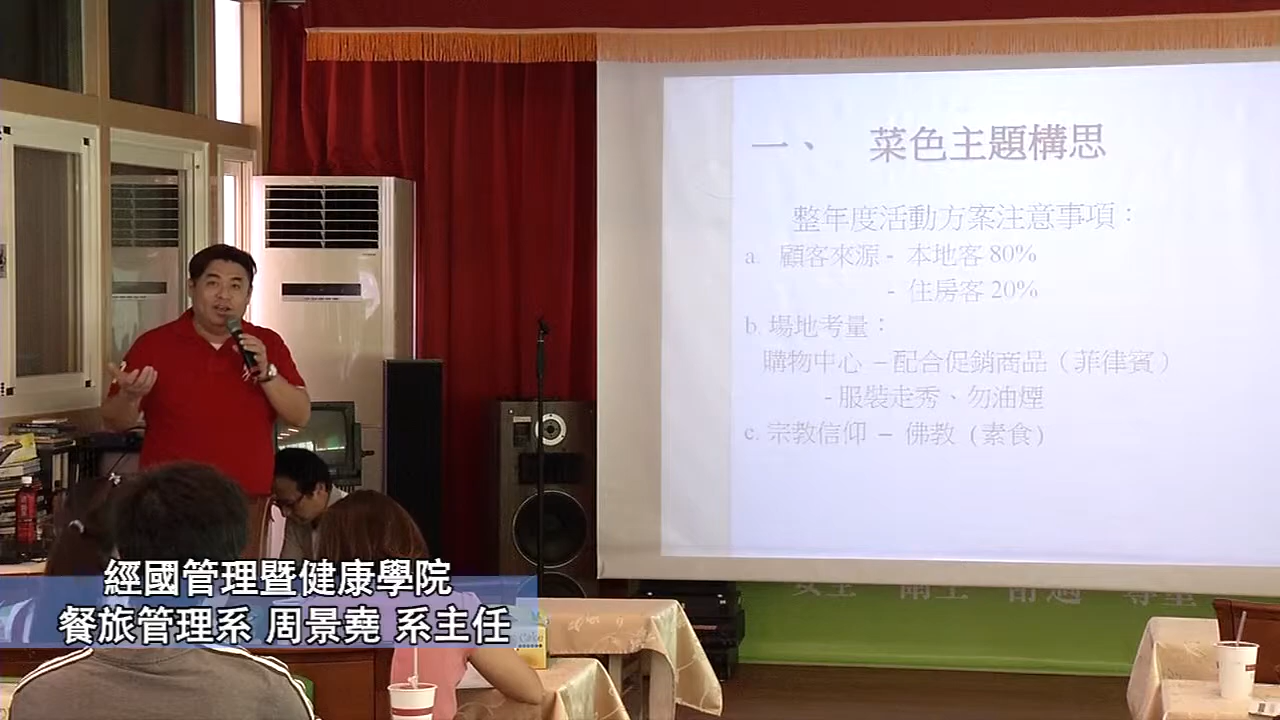 一、 菜色主題構思
整年度活動方案注意事項：
a. 顧客來源 - 本地客 80%
- 住房客 20%
b. 場地考量：
購物中心 – 配合促銷商品（菲律賓）
- 服裝走秀、勿油煙
c. 宗教信仰 – 佛教（素食）
經國管理暨健康學院
餐旅管理系 周景堯 系主任